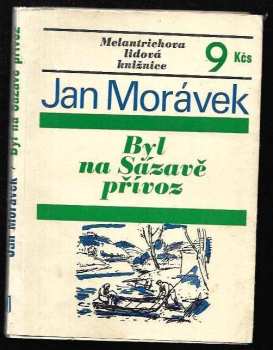 Melantrichova
lidová
knižnice
9 Kčs
Jan Morávek
Byl
na Sázavě
přívoz
Jan Morávek • Byl na Sázavě přívoz